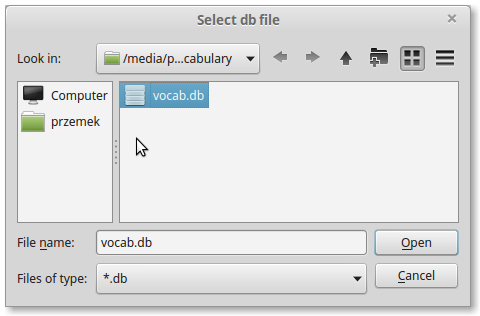 Select db file
Look in: /media/p...cabulary
Computer
przemek
vocab.db
File name: vocab.db Open
Files of type: *.db Cancel